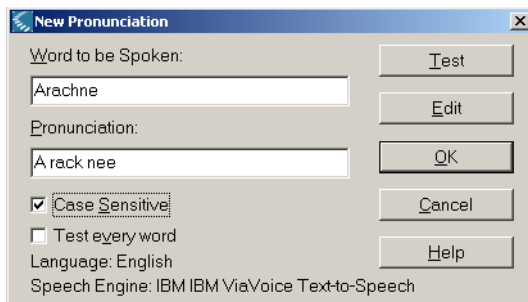 New Pronunciation
Word to be Spoken:
Arachne
Pronunciation:
A rack nee
Case Sensitive
Test every word
Language: English
Speech Engine: IBM IBM ViaVoice Text-to-Speech
Test
Edit
OK
Cancel
Help